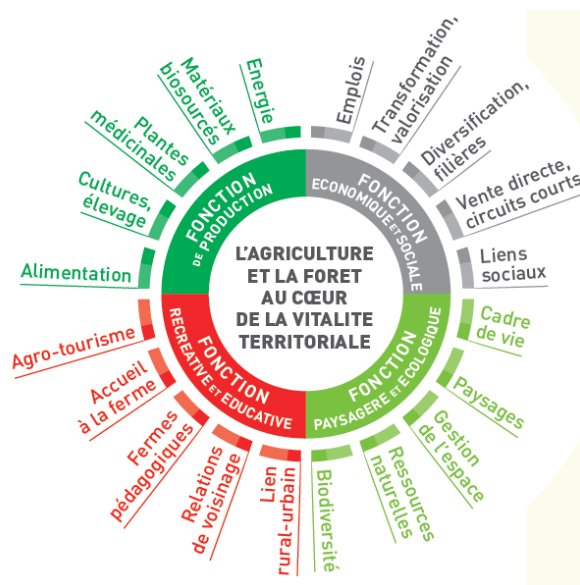 L'AGRICULTURE
ET LA FORET
AU CŒUR
DE LA VITALITE
TERRITORIALE
FONCTION
DE PRODUCTION
Alimentation
Cultures,
élevage
Plantes
médicinales
Matériaux
biosourcés
Energie
FONCTION
ECONOMIQUE ET SOCIALE
Emplois
Transformation,
valorisation
Diversification,
filières
Vente directe,
circuits courts
Liens
sociaux
FONCTION
PAYSAGERE ET ECOLOGIQUE
Cadre
de vie
Paysages
Gestion
de l'espace
Ressources
naturelles
Biodiversité
FONCTION
RECREATIVE ET EDUCATIVE
Lien
rural-urbain
Relations
de voisinage
Fermes
pédagogiques
Accueil
à la ferme
Agro-tourisme